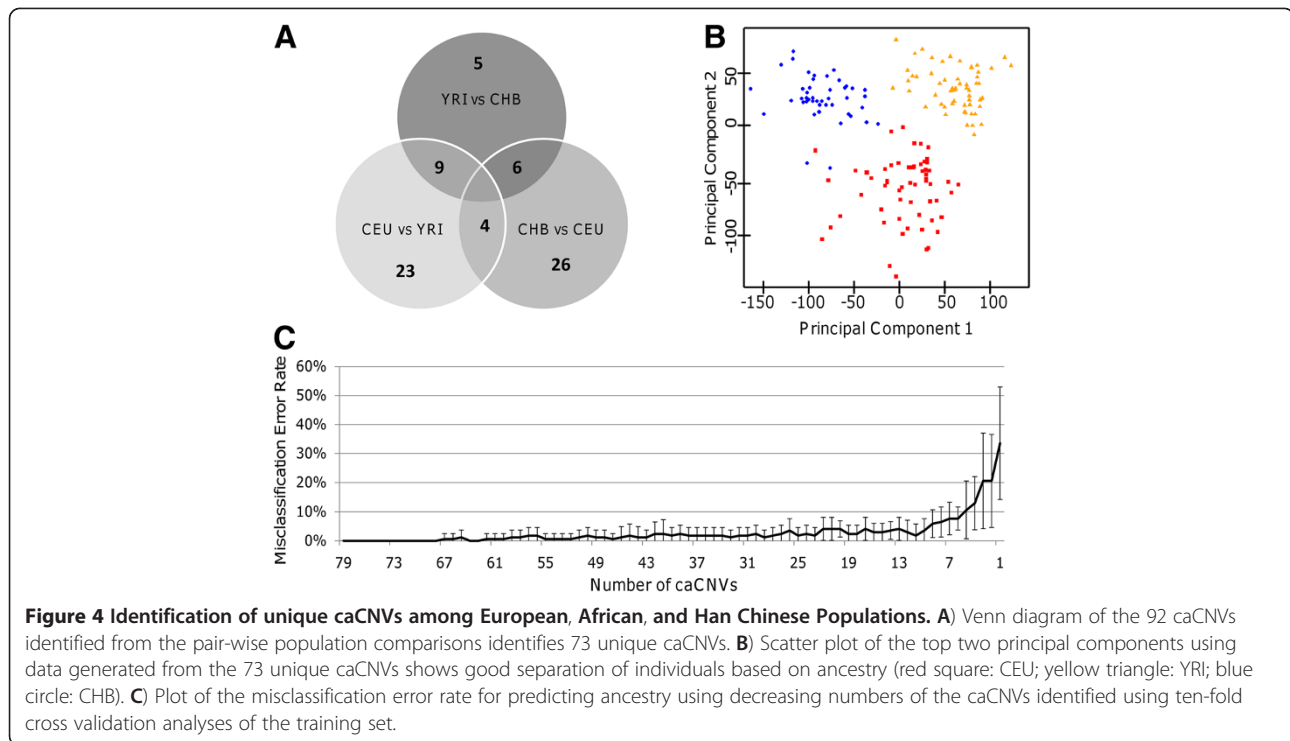 A
5
YRI vs CHB
9
6
CEU vs YRI
4
CHB vs CEU
23
26
B
Principal Component 2
50
0
-50
-100
-150 -100 -50 0 50 100
Principal Component 1
C
Misclassification Error Rate
60%
50%
40%
30%
20%
10%
0%
79 73 67 61 55 49 43 37 31 25 19 13 7 1
Number of caCNVs
Figure 4 Identification of unique caCNVs among European, African, and Han Chinese Populations. A) Venn diagram of the 92 caCNVs
identified from the pair-wise population comparisons identifies 73 unique caCNVs. B) Scatter plot of the top two principal components using
data generated from the 73 unique caCNVs shows good separation of individuals based on ancestry (red square: CEU; yellow triangle: YRI; blue
circle: CHB). C) Plot of the misclassification error rate for predicting ancestry using decreasing numbers of the caCNVs identified using ten-fold
cross validation analyses of the training set.